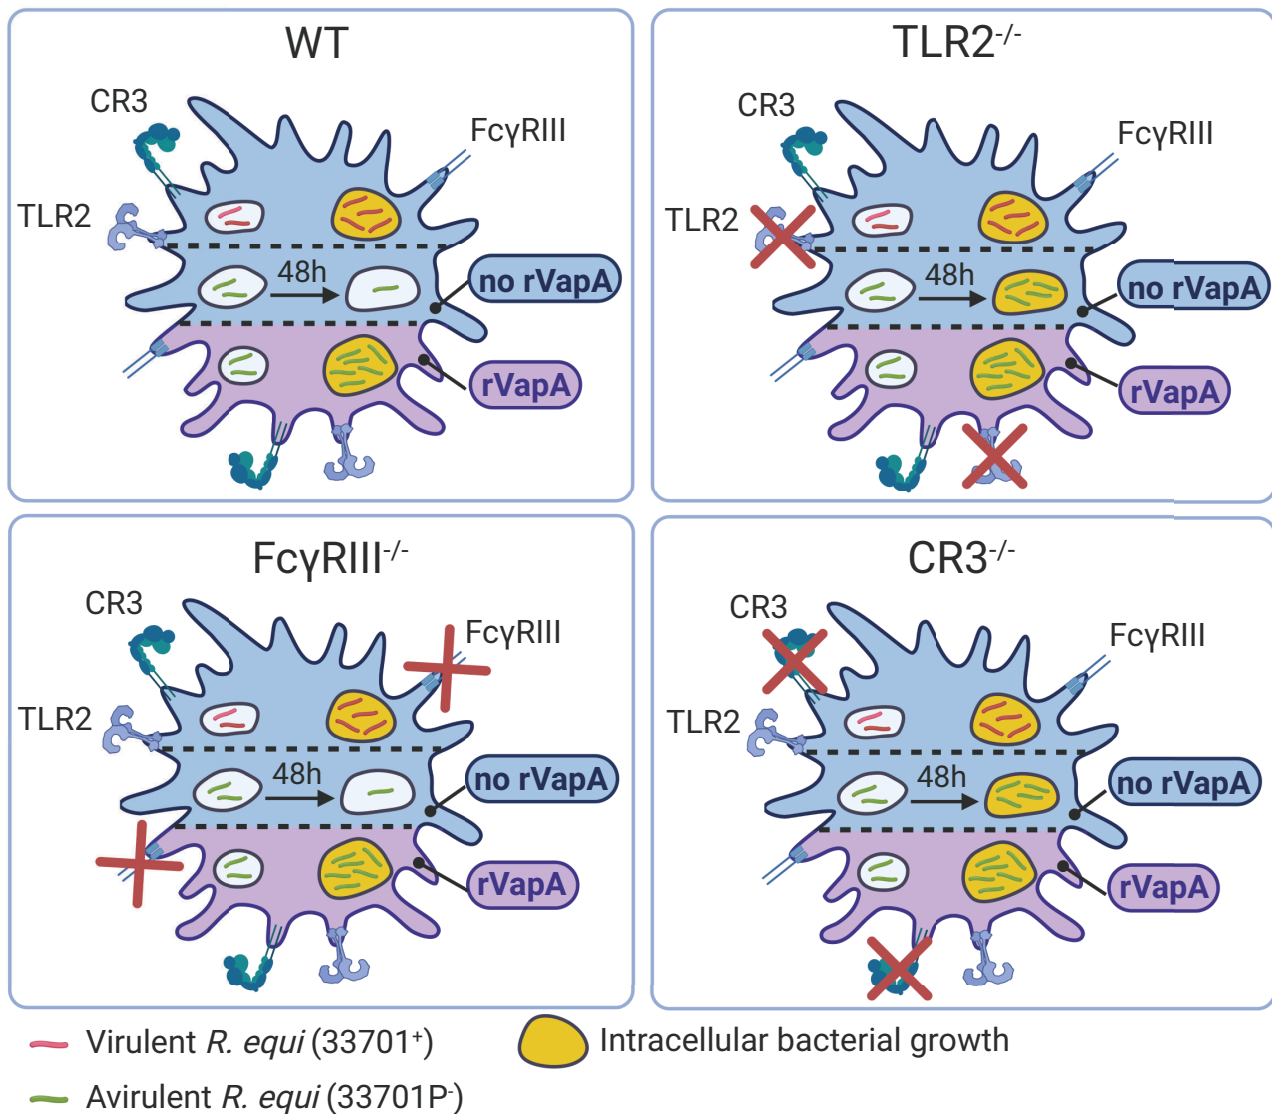 WT
CR3
FcγRIII
TLR2
48h
no rVapA
rVapA
TLR2-/-
CR3
FcγRIII
TLR2
48h
no rVapA
rVapA
FcγRIII-/-
CR3
FcγRIII
TLR2
48h
no rVapA
rVapA
CR3-/-
CR3
FcγRIII
TLR2
48h
no rVapA
rVapA
Virulent R. equi (33701+)
Intracellular bacterial growth
Avirulent R. equi (33701P-)